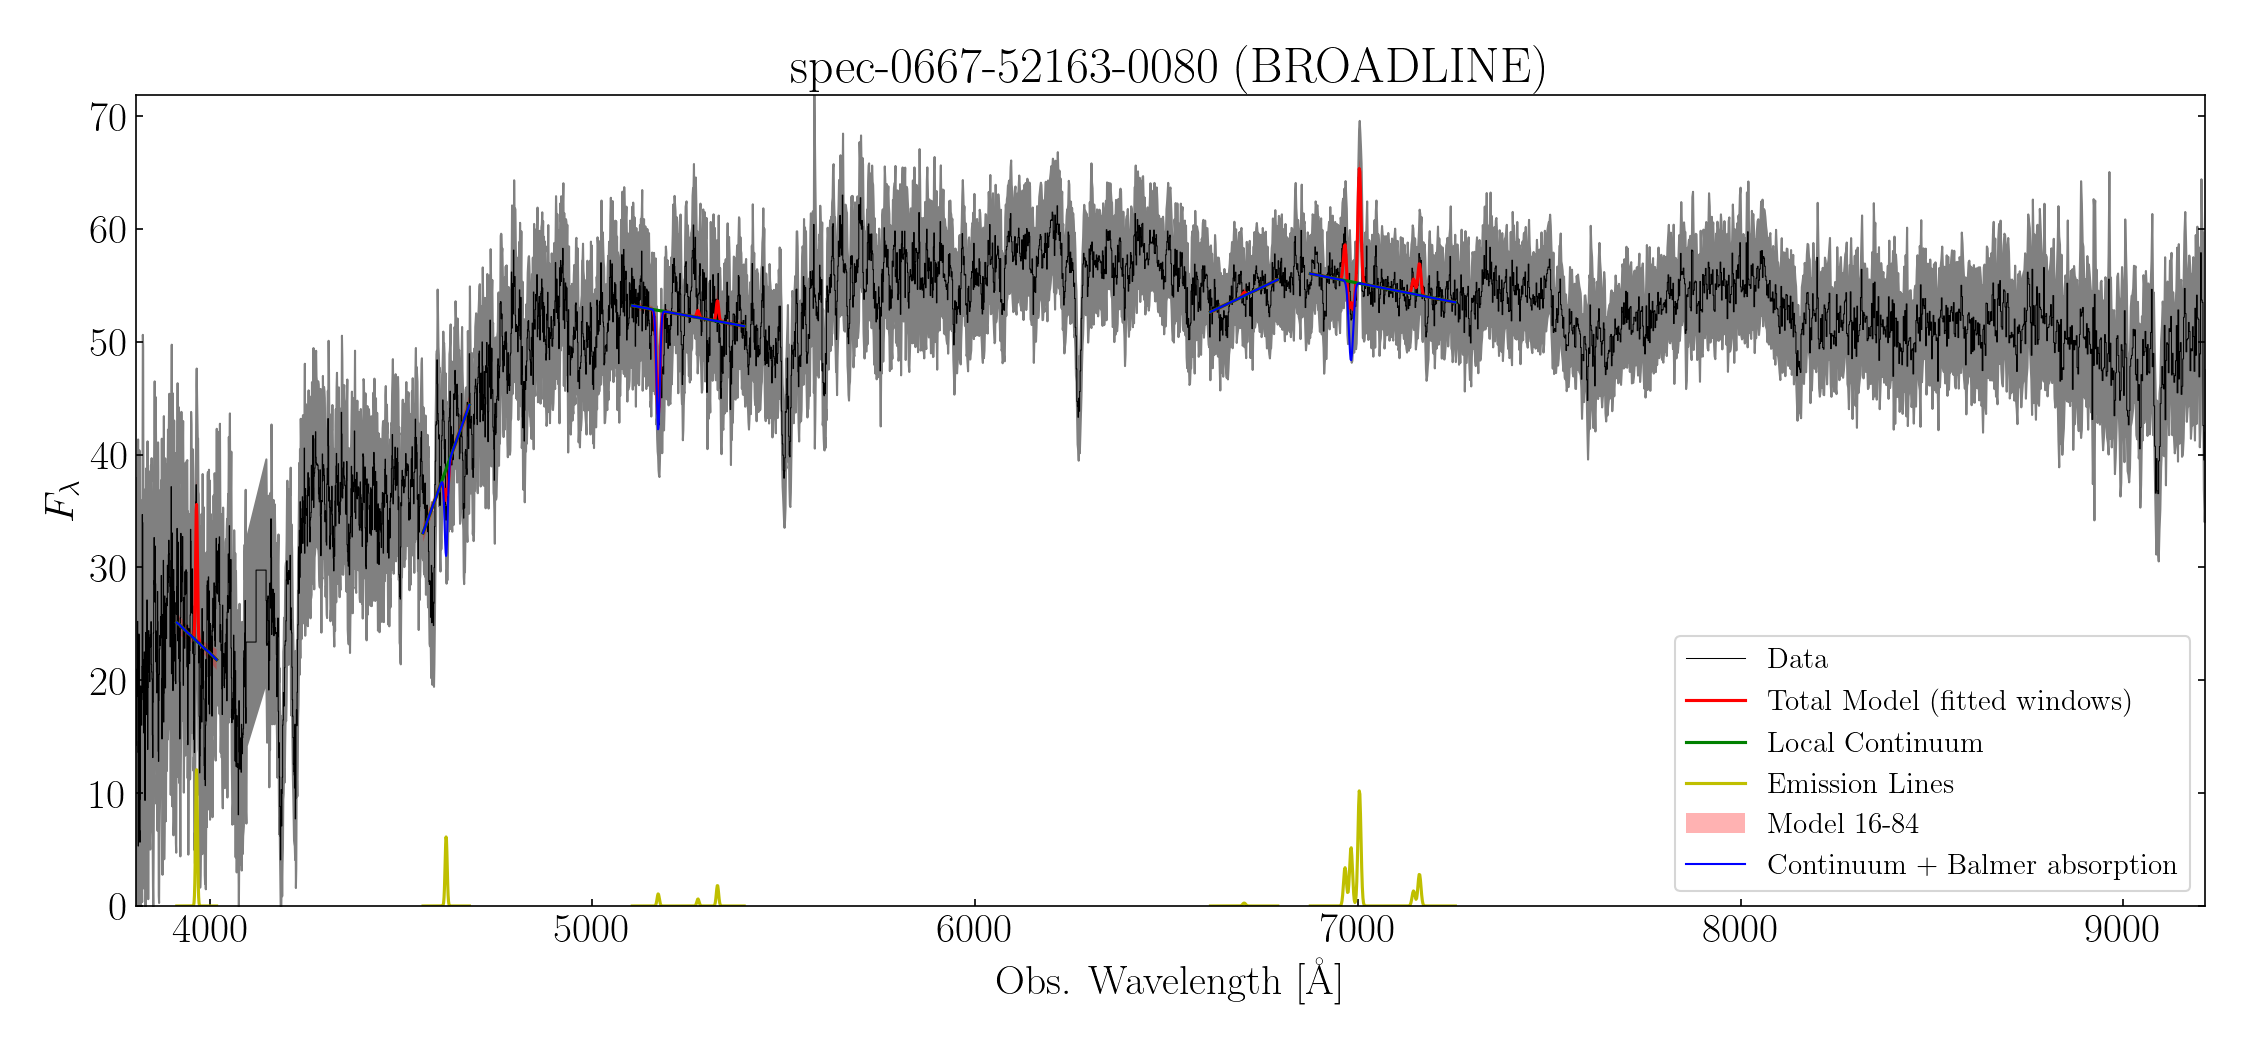 spec-0667-52163-0080 (BROADLINE)
70
60
50
40
30
20
10
0
F_λ
4000 5000 6000 7000 8000 9000
Obs. Wavelength [Å]
Data
Total Model (fitted windows)
Local Continuum
Emission Lines
Model 16-84
Continuum + Balmer absorption